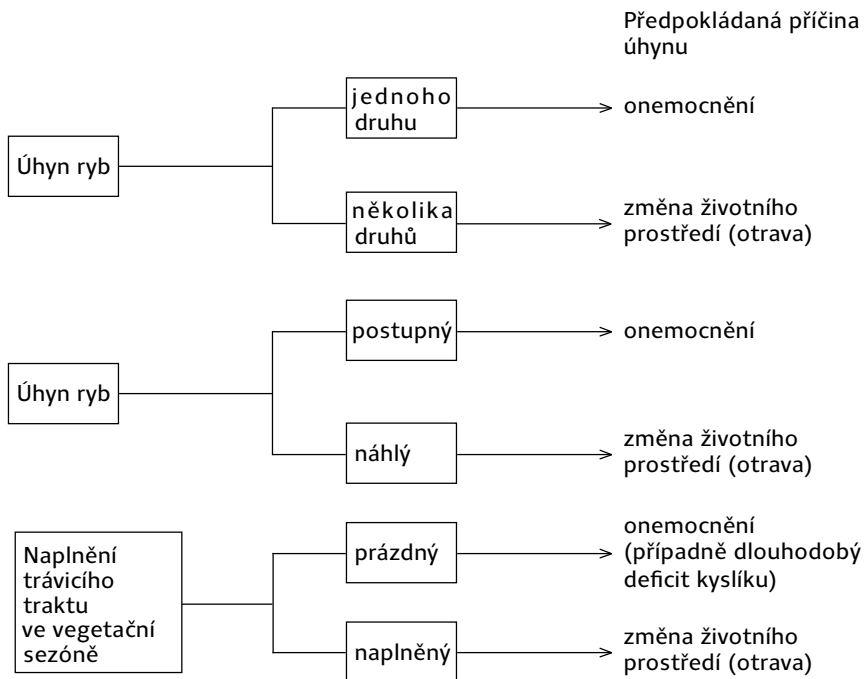 Předpokládaná příčina
úhynu
Úhyn ryb
jednoho
druhu
onemocnění
několika
druhů
změna životního
prostředí (otrava)
Úhyn ryb
postupný
onemocnění
náhlý
změna životního
prostředí (otrava)
Naplnění
trávicího
traktu
ve vegetační
sezóně
prázdný
onemocnění
(případně dlouhodobý
deficit kyslíku)
naplněný
změna životního
prostředí (otrava)